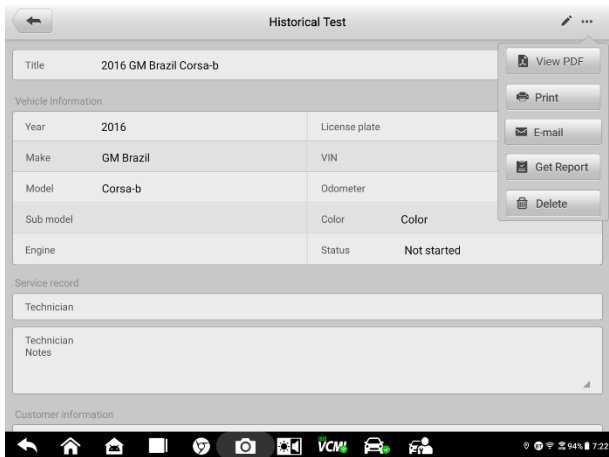 Historical Test
Title 2016 GM Brazil Corsa-b
View PDF
Print
E-mail
Get Report
Delete
Vehicle Information
Year 2016 License plate
Make GM Brazil VIN
Model Corsa-b Odometer
Sub model Color Color
Engine Status Not started
Service record
Technician
Technician
Notes
Customer information
VCMI 94% 7:22